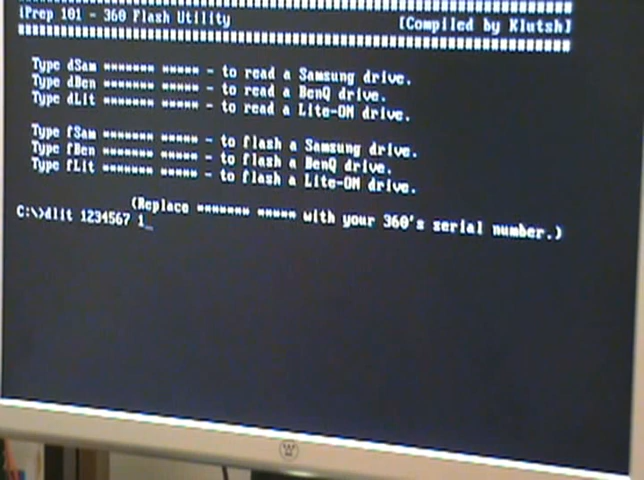 iPrep 101 - 360 Flash Utility [Compiled by Klutsh]
Type dSam ******* ***** - to read a Samsung drive.
Type dBen ******* ***** - to read a BenQ drive.
Type dLit ******* ***** - to read a Lite-ON drive.
Type fSam ******* ***** - to flash a Samsung drive.
Type fBen ******* ***** - to flash a BenQ drive.
Type fLit ******* ***** - to flash a Lite-ON drive.
(Replace ******* ***** with your 360's serial number.)
C:\>dlit 1234567 1_